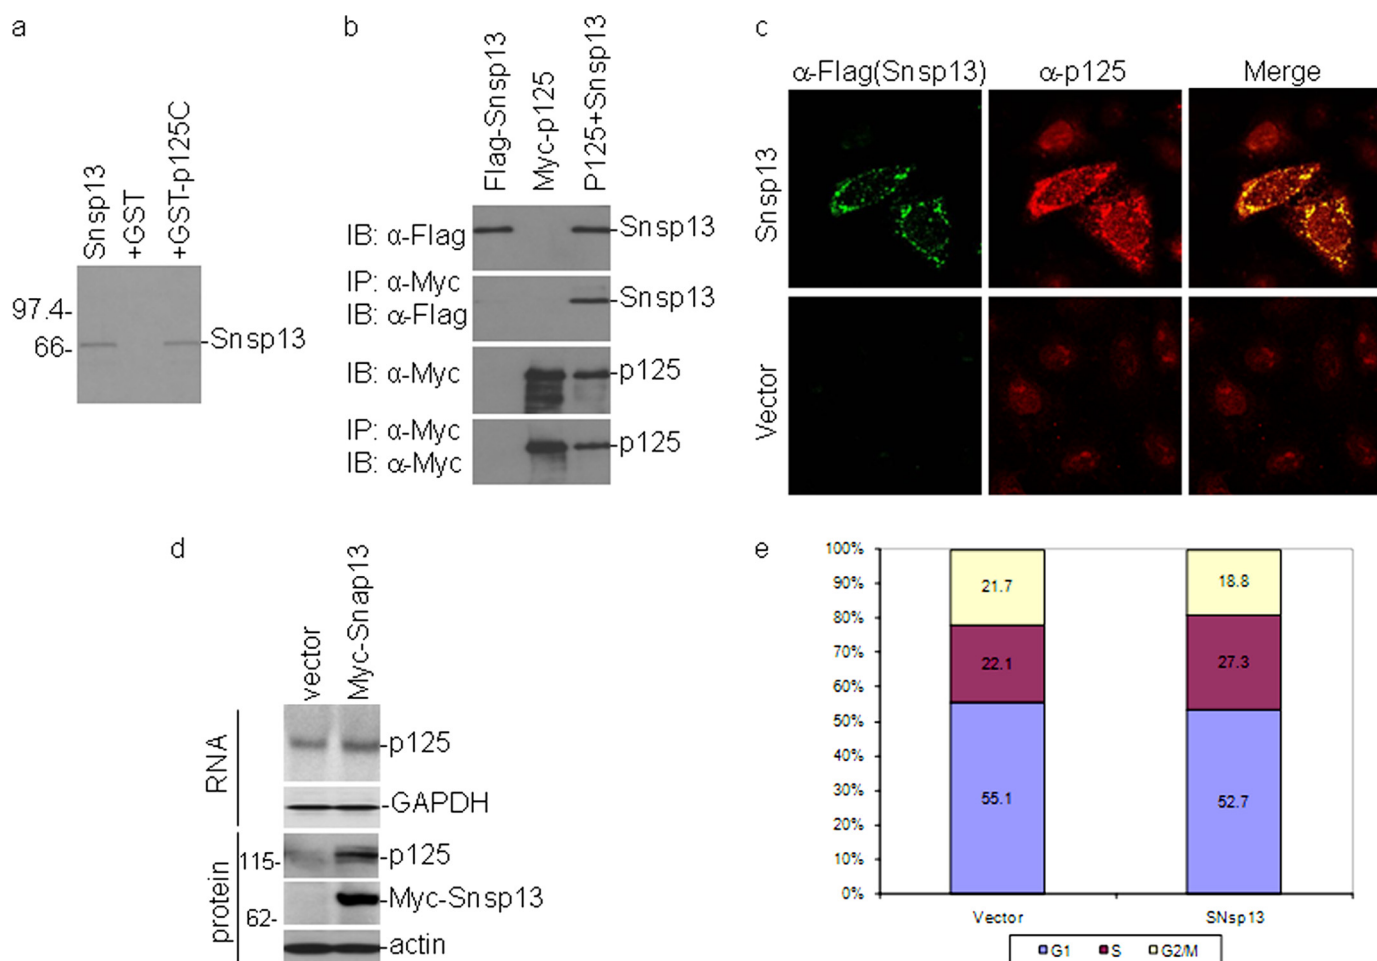 a
Snsp13
+GST
+GST-p125C
97.4-
66-
-Snsp13
b
Flag-Snsp13
Myc-p125
P125+Snsp13
IB: α-Flag
Snsp13
IP: α-Myc
IB: α-Flag
Snsp13
IB: α-Myc
p125
IP: α-Myc
IB: α-Myc
p125
c
α-Flag(Snsp13)
α-p125
Merge
Snsp13
Vector
d
vector
Myc-Snap13
RNA
-p125
-GAPDH
protein
115-
-p125
-Myc-Snsp13
62-
-actin
e
100%
90%
80%
70%
60%
50%
40%
30%
20%
10%
0%
21.7
22.1
55.1
18.8
27.3
52.7
Vector
SNsp13
G1 S G2/M